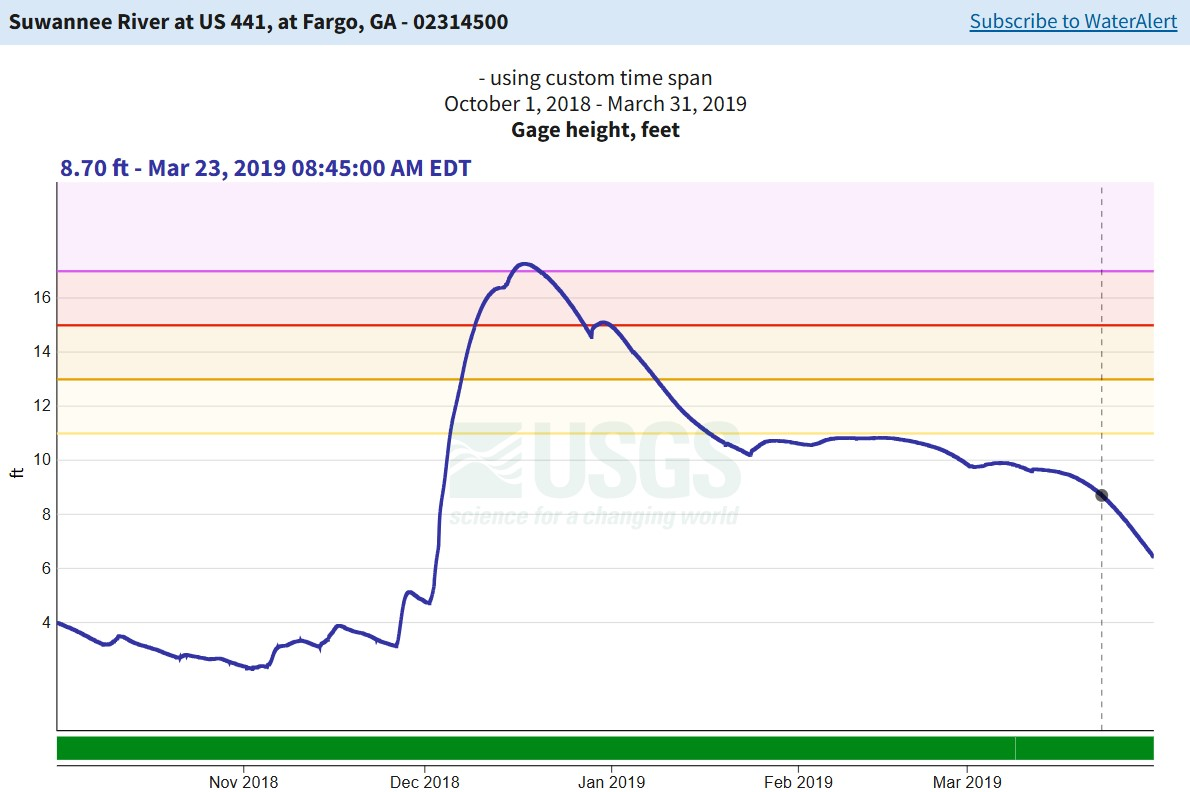 Suwannee River at US 441, at Fargo, GA - 02314500
Subscribe to WaterAlert
- using custom time span
October 1, 2018 - March 31, 2019
Gage height, feet
8.70 ft - Mar 23, 2019 08:45:00 AM EDT
16
14
12
10
8
6
4
ft
USGS
science for a changing world
Nov 2018
Dec 2018
Jan 2019
Feb 2019
Mar 2019